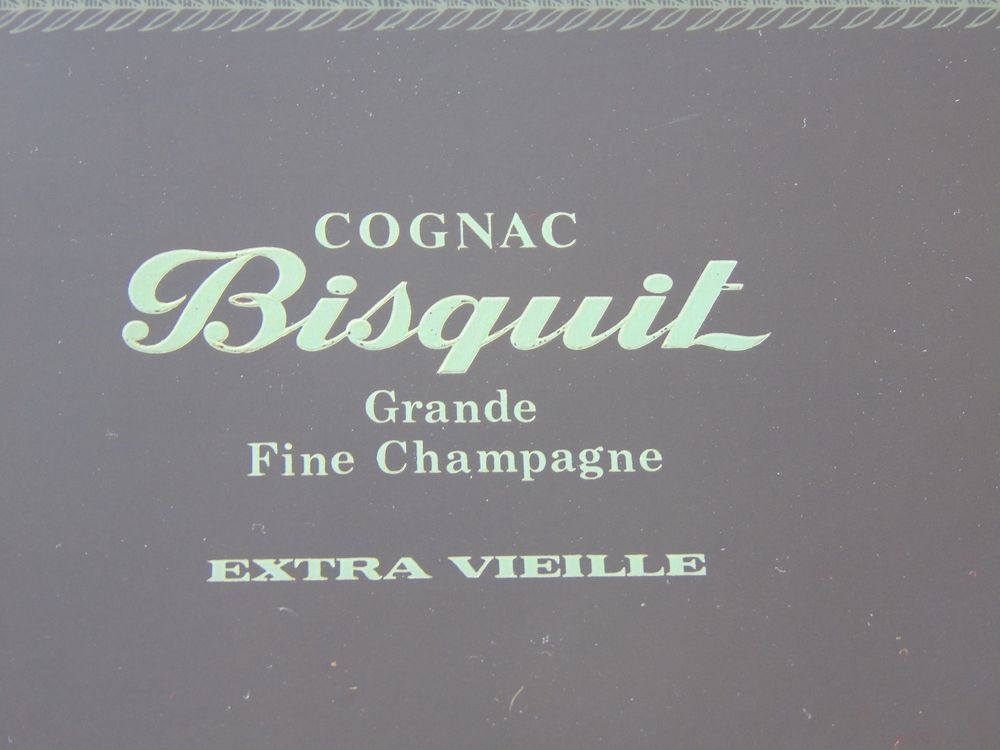 COGNAC
Bisquit
Grande
Fine Champagne
EXTRA VIEILLE